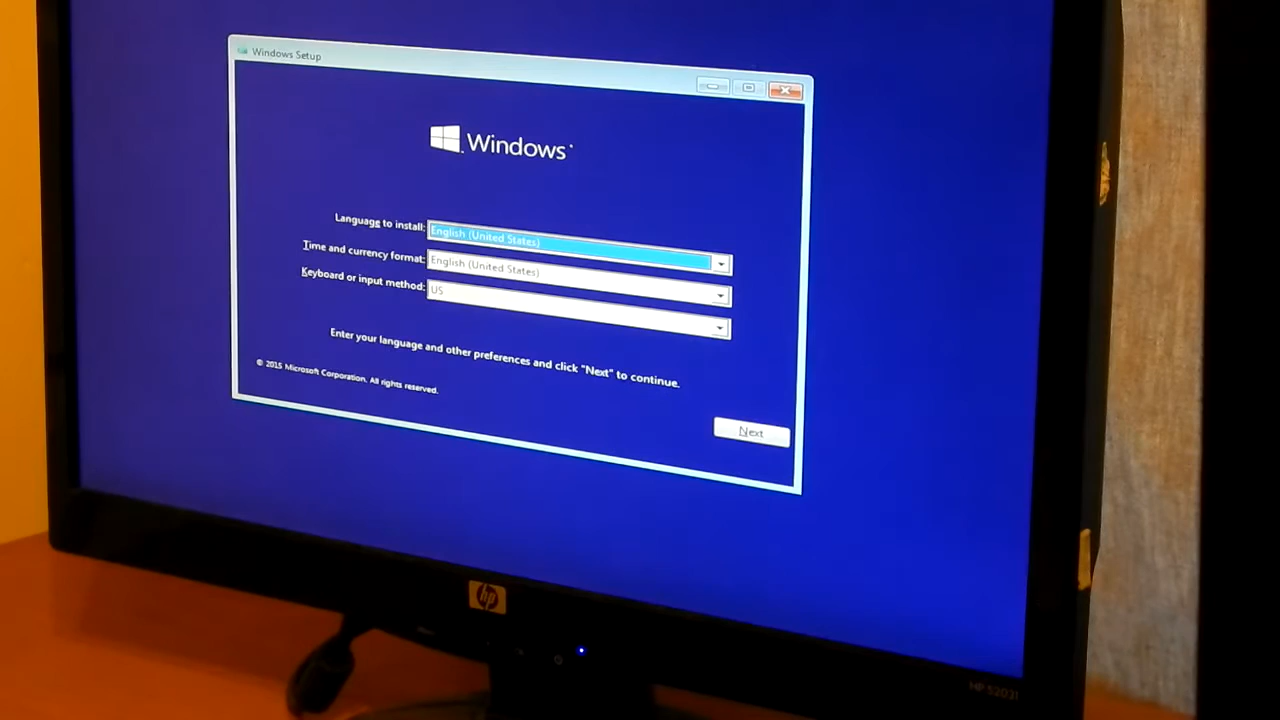 Windows Setup
Windows
Language to install: English (United States)
Time and currency format: English (United States)
Keyboard or input method: US
Enter your language and other preferences and click "Next" to continue.
© 2015 Microsoft Corporation. All rights reserved.
Next
hp